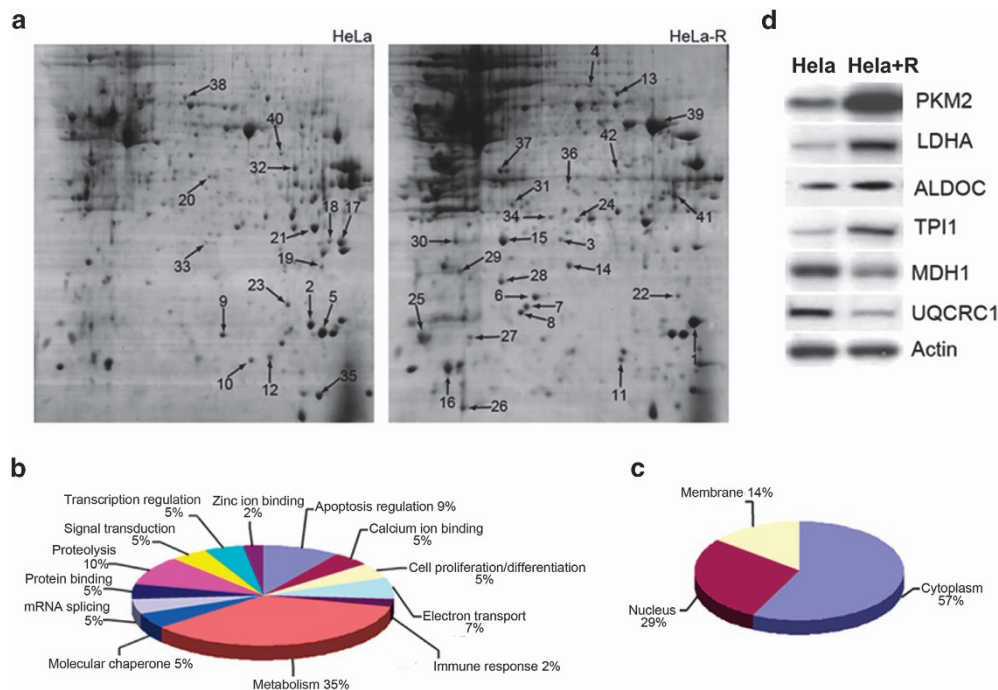 a
HeLa
HeLa-R
38
40
32
20
18
17
21
33
19
23
9
2
5
10
12
35
4
13
39
37
36
42
31
34
24
41
30
15
3
29
14
28
6
7
22
25
8
27
1
16
11
26
d
Hela
Hela+R
PKM2
LDHA
ALDOC
TPI1
MDH1
UQCRC1
Actin
b
Transcription regulation
5%
Zinc ion binding
2%
Apoptosis regulation 9%
Signal transduction
5%
Calcium ion binding
5%
Proteolysis
10%
Cell proliferation/differentiation
5%
Protein binding
5%
Electron transport
7%
mRNA splicing
5%
Immune response 2%
Molecular chaperone 5%
Metabolism 35%
c
Membrane 14%
Nucleus
29%
Cytoplasm
57%